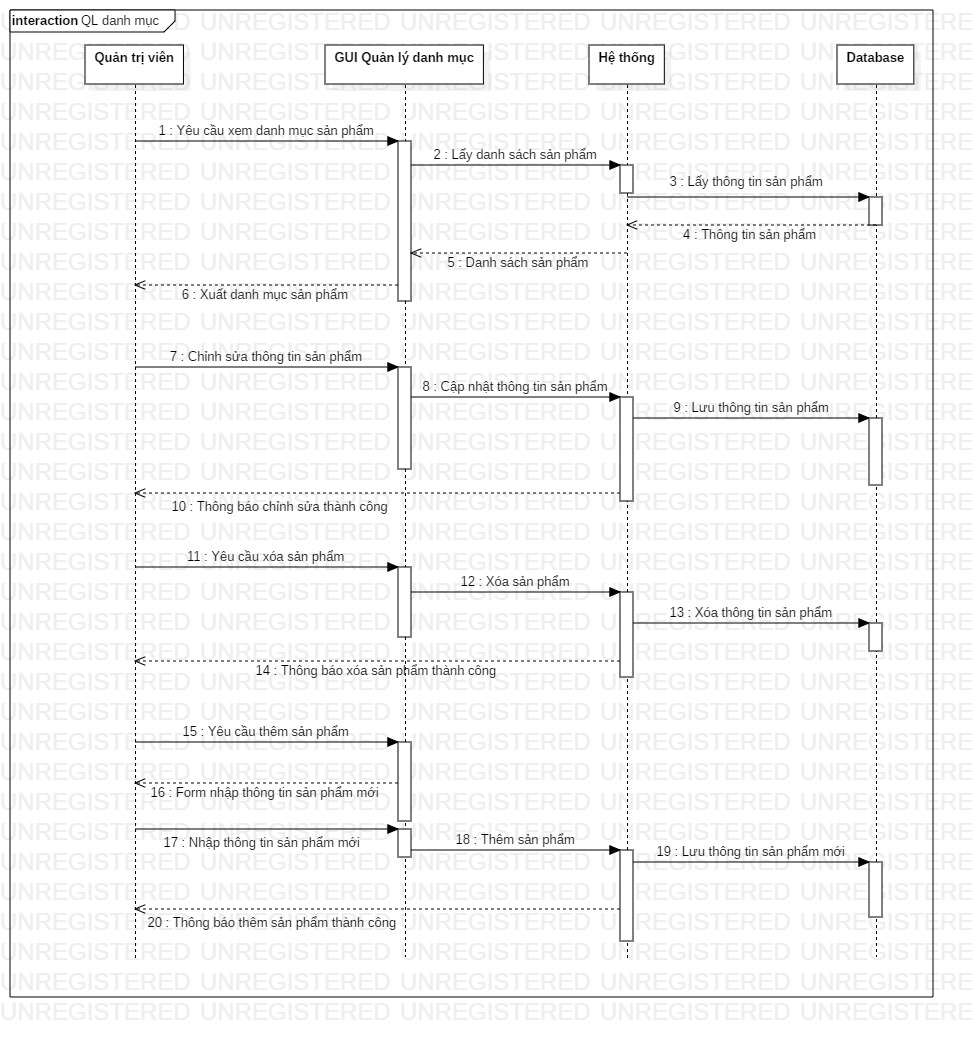 interaction QL danh mục
Quản trị viên
GUI Quản lý danh mục
Hệ thống
Database
1 : Yêu cầu xem danh mục sản phẩm
2 : Lấy danh sách sản phẩm
3 : Lấy thông tin sản phẩm
4 : Thông tin sản phẩm
5 : Danh sách sản phẩm
6 : Xuất danh mục sản phẩm
7 : Chỉnh sửa thông tin sản phẩm
8 : Cập nhật thông tin sản phẩm
9 : Lưu thông tin sản phẩm
10 : Thông báo chỉnh sửa thành công
11 : Yêu cầu xóa sản phẩm
12 : Xóa sản phẩm
13 : Xóa thông tin sản phẩm
14 : Thông báo xóa sản phẩm thành công
15 : Yêu cầu thêm sản phẩm
16 : Form nhập thông tin sản phẩm mới
17 : Nhập thông tin sản phẩm mới
18 : Thêm sản phẩm
19 : Lưu thông tin sản phẩm mới
20 : Thông báo thêm sản phẩm thành công
UNREGISTERED